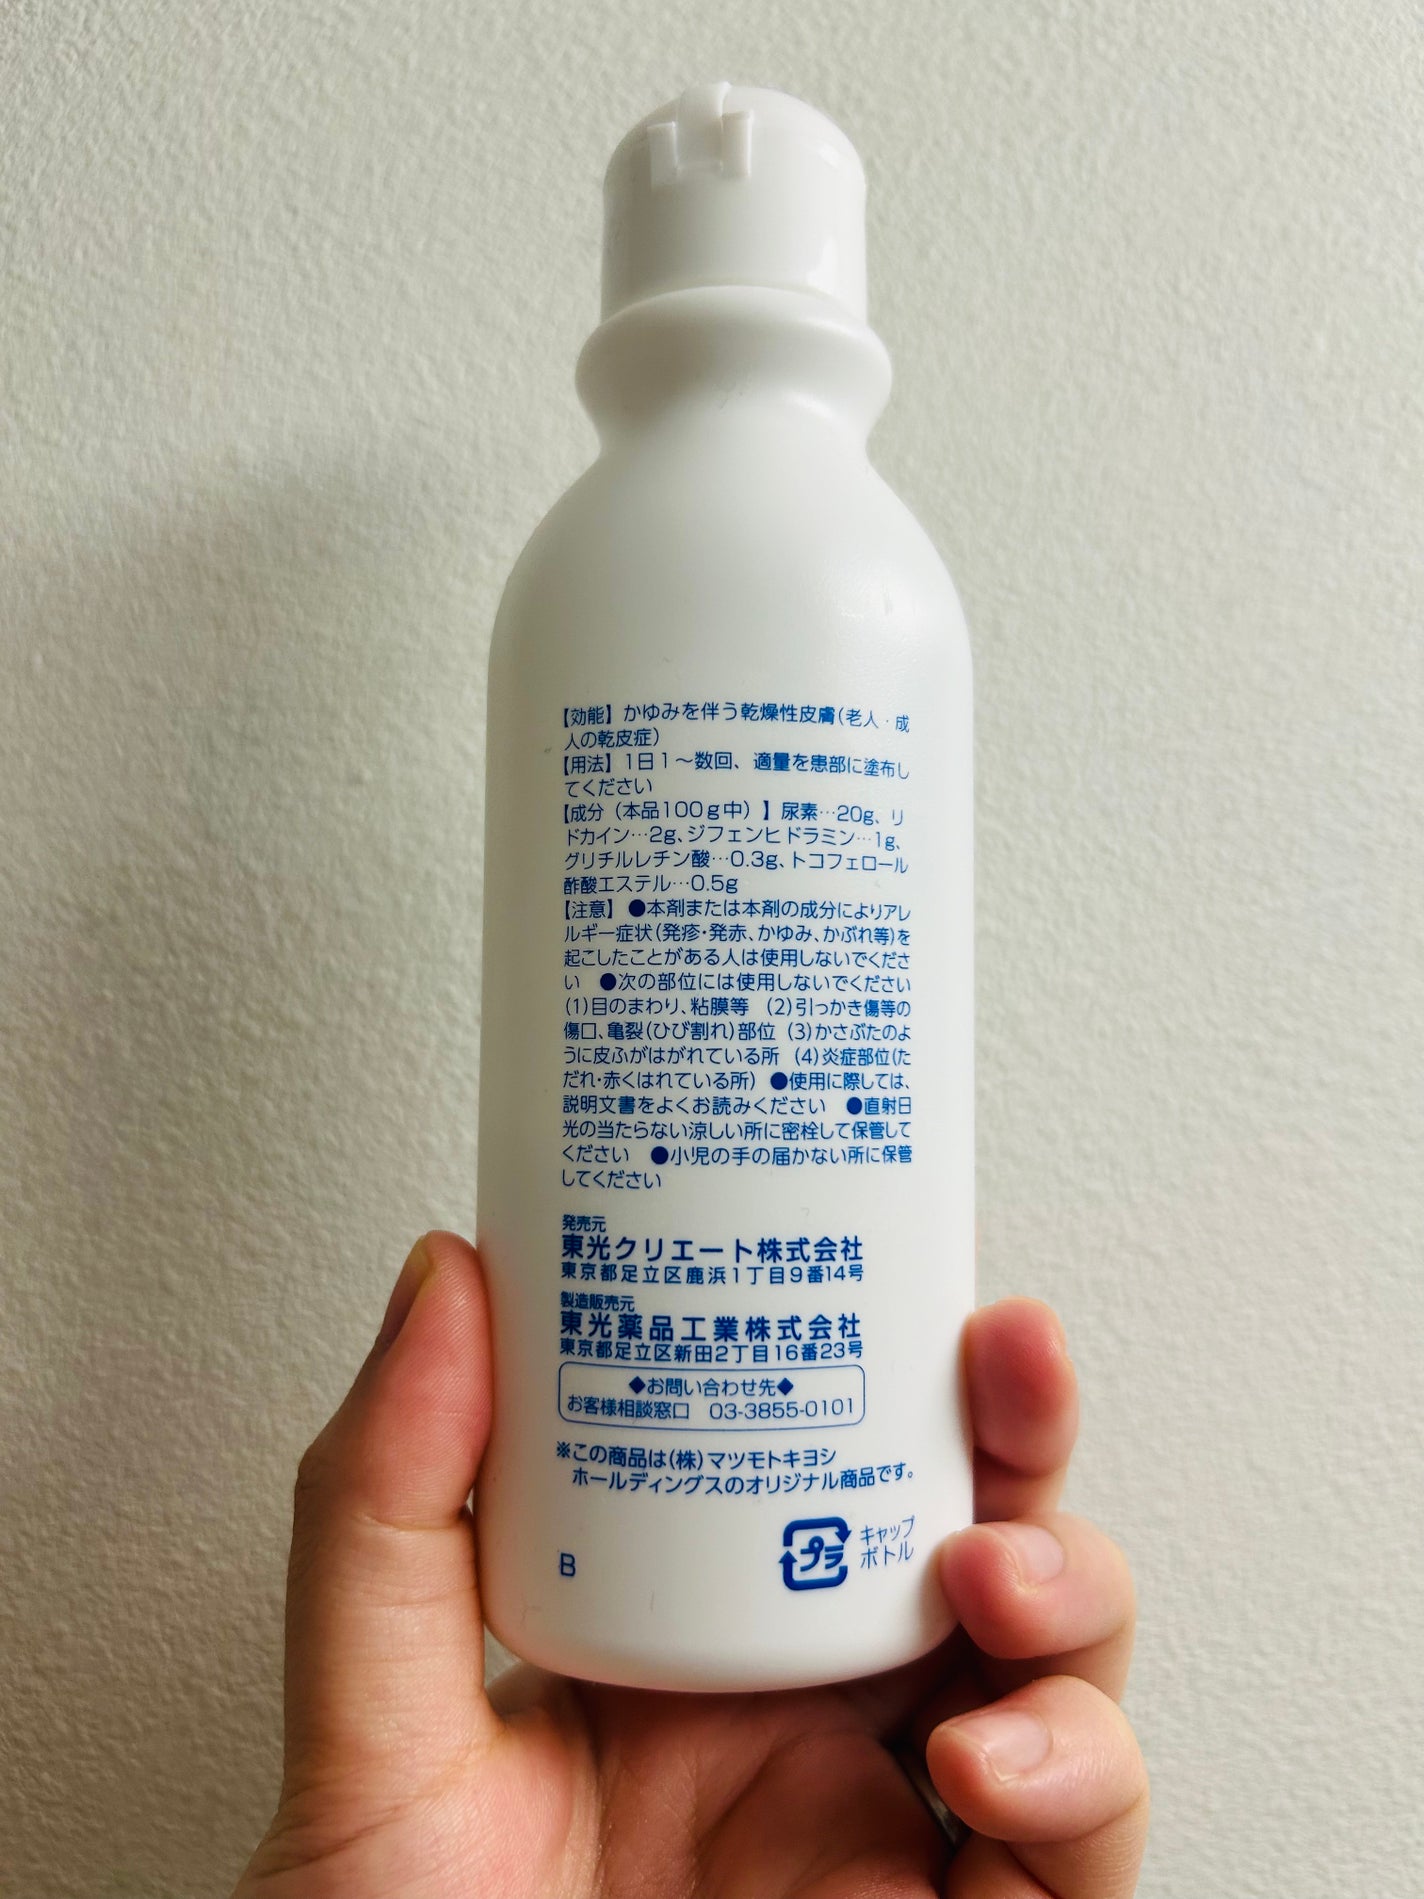 【効能】かゆみを伴う乾燥性皮膚(老人・成
人の乾皮症)
【用法】1日1〜数回、適量を患部に塗布し
てください
【成分(本品100g中)】尿素…20g、リ
ドカイン…2g、ジフェンヒドラミン…1g、
グリチルレチン酸…0.3g、トコフェロール
酢酸エステル…0.5g
【注意】●本剤または本剤の成分によりアレ
ルギー症状(発疹・発赤、かゆみ、かぶれ等)を
起こしたことがある人は使用しないでくださ
い ●次の部位には使用しないでください
(1)目のまわり、粘膜等 (2)引っかき傷等の
傷口、亀裂(ひび割れ)部位 (3)かさぶたのよ
うに皮ふがはがれている所 (4)炎症部位(た
だれ・赤くはれている所) ●使用に際しては、
説明文書をよくお読みください ●直射日
光の当たらない涼しい所に密栓して保管して
ください ●小児の手の届かない所に保管
してください
発売元
東光クリエート株式会社
東京都足立区鹿浜1丁目9番14号
製造販売元
東光薬品工業株式会社
東京都足立区新田2丁目16番23号
◆お問い合わせ先◆
お客様相談窓口 03-3855-0101
※この商品は(株)マツモトキヨシ
ホールディングスのオリジナル商品です。
プラ
キャップ
ボトル
B